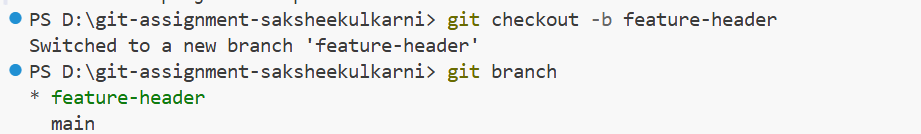 PS D:\git-assignment-saksheekulkarni> git checkout -b feature-header
Switched to a new branch 'feature-header'
PS D:\git-assignment-saksheekulkarni> git branch
* feature-header
main